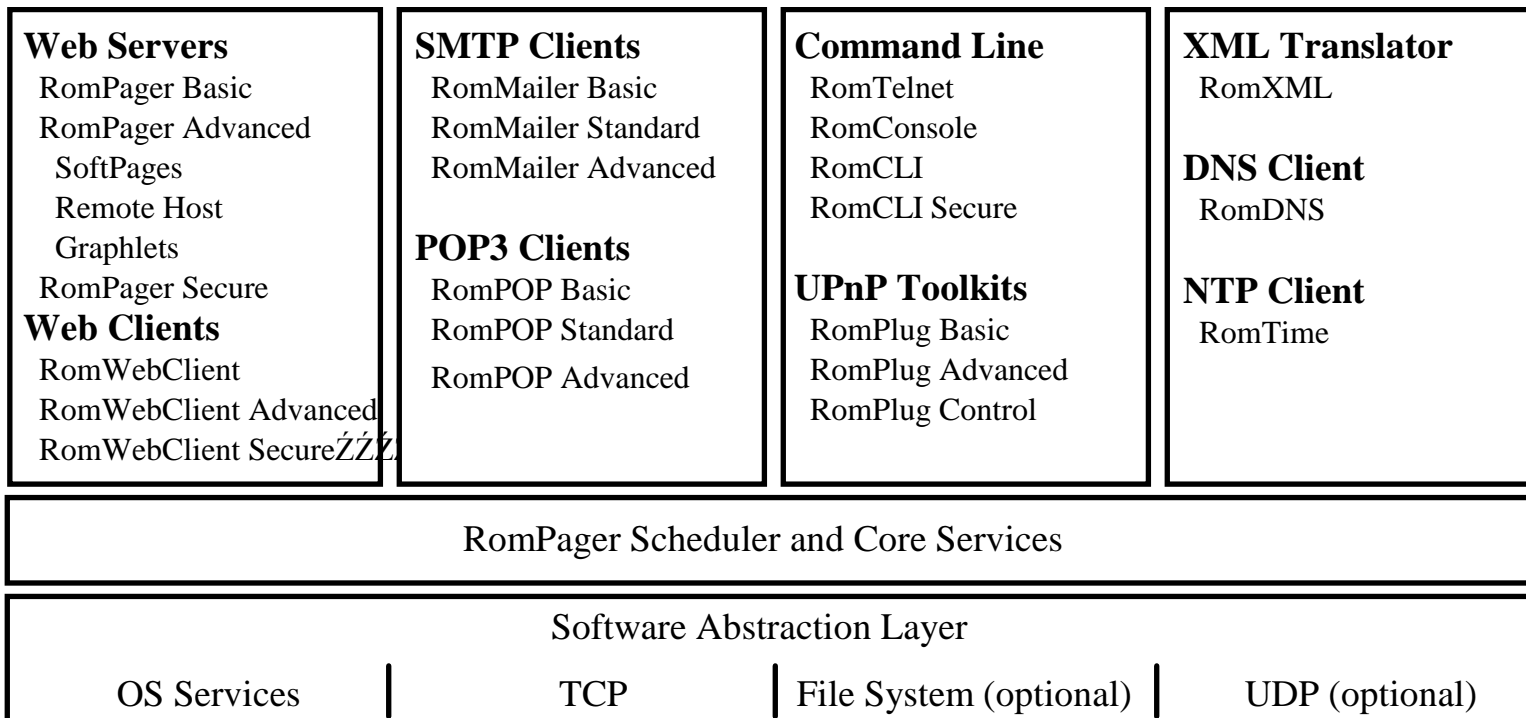 Web Servers
RomPager Basic
RomPager Advanced
SoftPages
Remote Host
Graphlets
RomPager Secure
Web Clients
RomWebClient
RomWebClient Advanced
RomWebClient SecureŹŹŹ
SMTP Clients
RomMailer Basic
RomMailer Standard
RomMailer Advanced
POP3 Clients
RomPOP Basic
RomPOP Standard
RomPOP Advanced
Command Line
RomTelnet
RomConsole
RomCLI
RomCLI Secure
UPnP Toolkits
RomPlug Basic
RomPlug Advanced
RomPlug Control
XML Translator
RomXML
DNS Client
RomDNS
NTP Client
RomTime
RomPager Scheduler and Core Services
Software Abstraction Layer
OS Services
TCP
File System (optional)
UDP (optional)